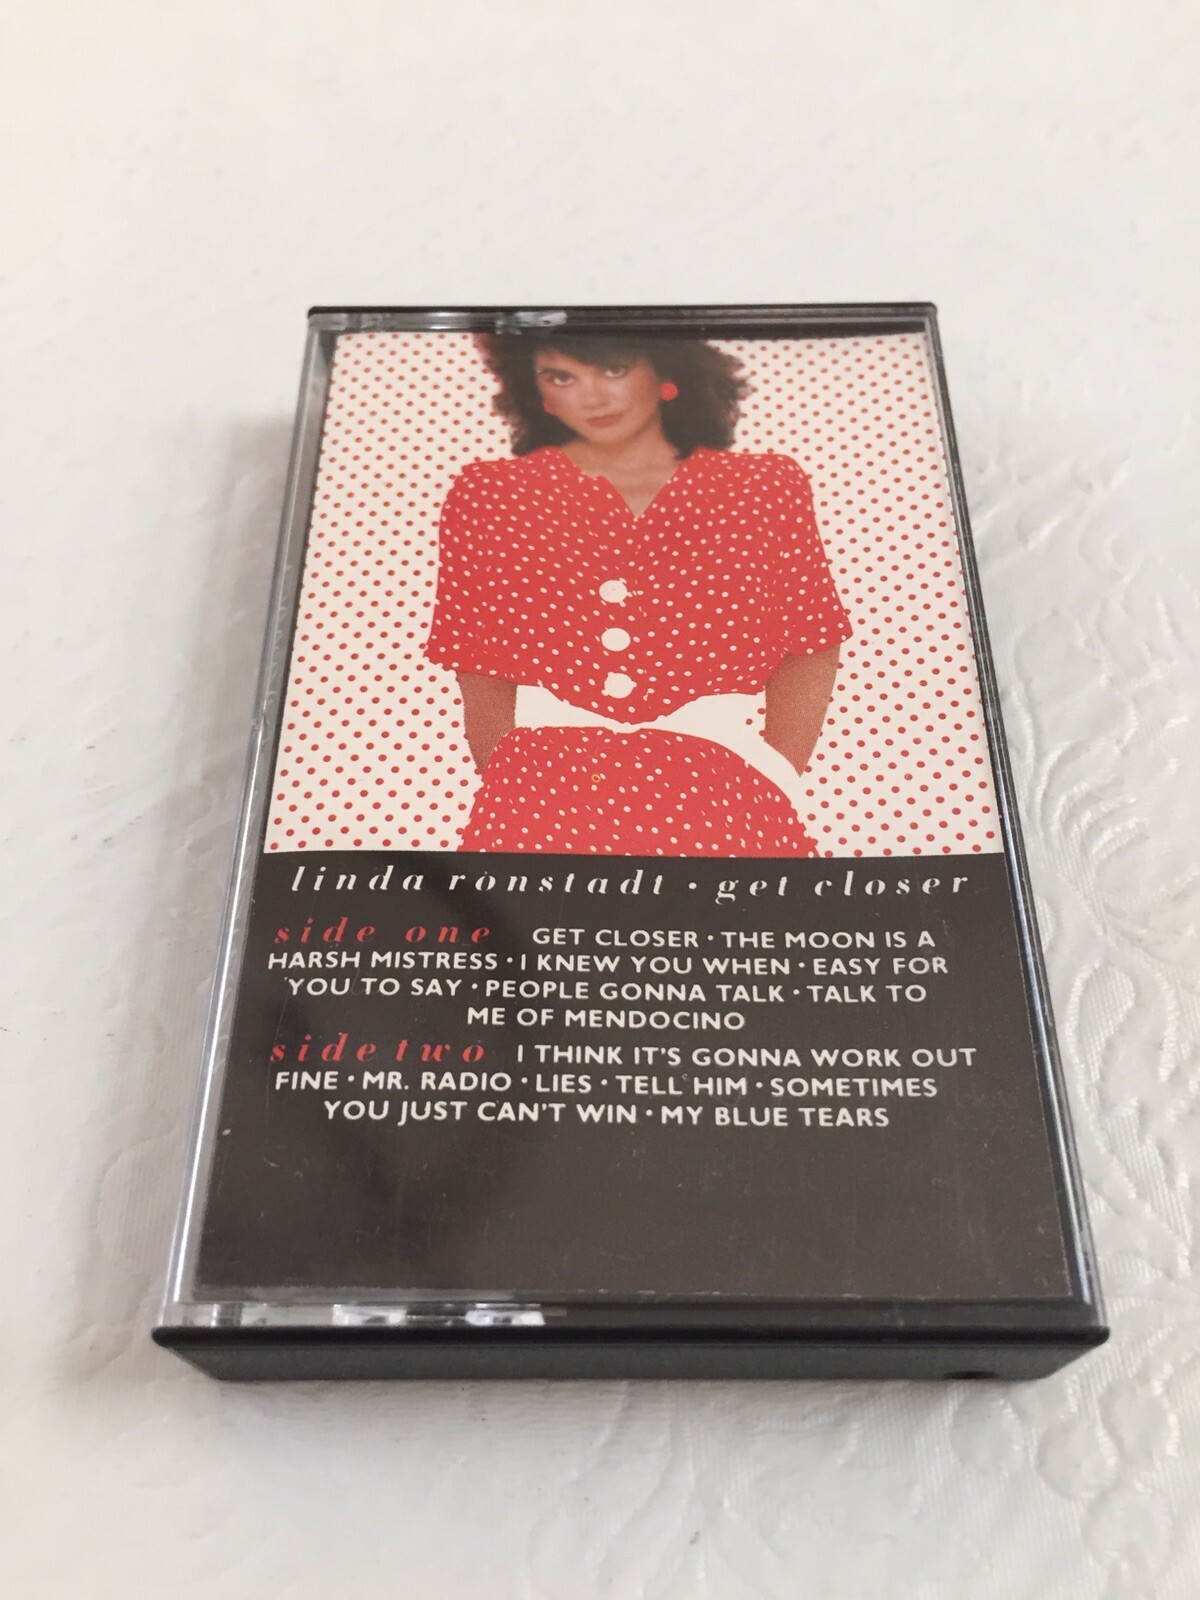 linda ronstadt · get closer
side one GET CLOSER · THE MOON IS A
HARSH MISTRESS · I KNEW YOU WHEN · EASY FOR
YOU TO SAY · PEOPLE GONNA TALK · TALK TO
ME OF MENDOCINO
side two I THINK IT'S GONNA WORK OUT
FINE · MR. RADIO · LIES · TELL HIM · SOMETIMES
YOU JUST CAN'T WIN · MY BLUE TEARS